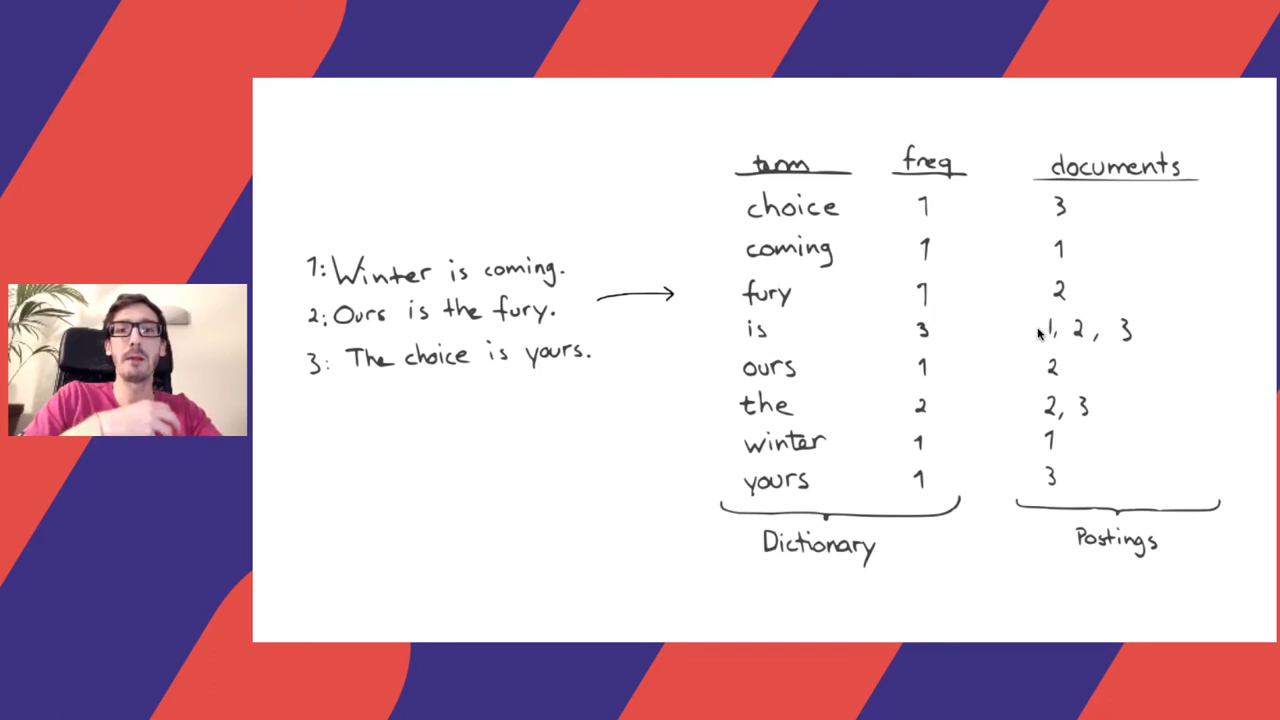 1: Winter is coming.
2: Ours is the fury.
3: The choice is yours.
term freq documents
choice 1 3
coming 1 1
fury 1 2
is 3 1, 2, 3
ours 1 2
the 2 2, 3
winter 1 1
yours 1 3
Dictionary Postings